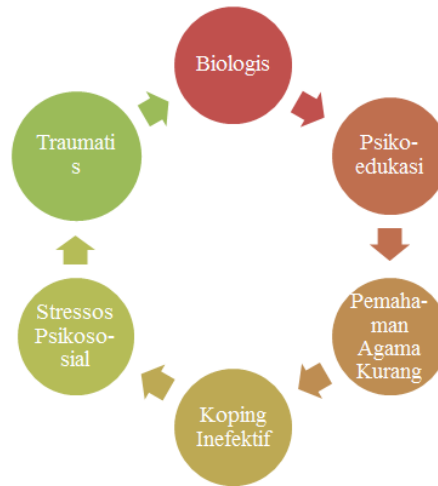 Biologis
Psiko-
edukasi
Pemaha-
man
Agama
Kurang
Koping
Inefektif
Stressos
Psikoso-
sial
Traumati
s